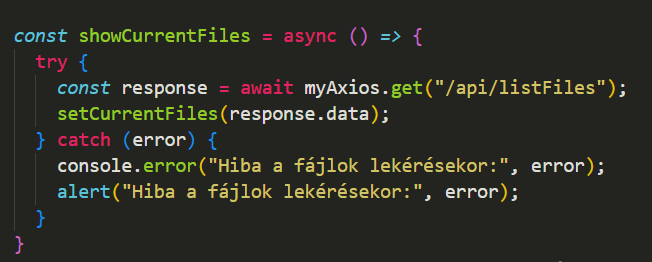 const showCurrentFiles = async () => {
try {
const response = await myAxios.get("/api/listFiles");
setCurrentFiles(response.data);
} catch (error) {
console.error("Hiba a fájlok lekérésekor:", error);
alert("Hiba a fájlok lekérésekor:", error);
}
}